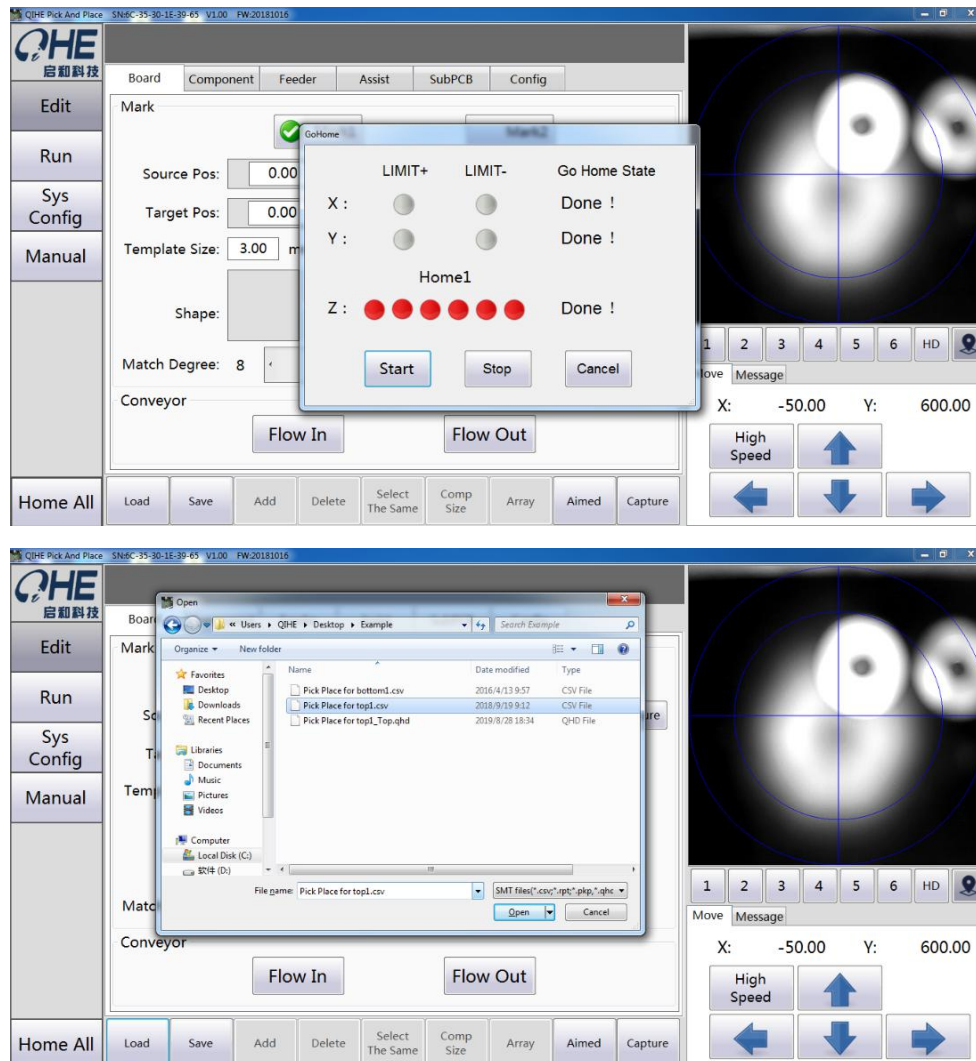 QIHE Pick And Place SN:6C-35-30-1E-39-65 V1.00 FW:20181016
QHE
启和科技
Edit
Run
Sys
Config
Manual
Home All
Board Component Feeder Assist SubPCB Config
Mark
Mark2
Source Pos: 0.00
Target Pos: 0.00
Template Size: 3.00 m
Shape:
Match Degree: 8
Conveyor
Flow In Flow Out
GoHome
LIMIT+ LIMIT- Go Home State
X : Done !
Y : Done !
Home1
Z : Done !
Start Stop Cancel
Load Save Add Delete Select The Same Comp Size Array Aimed Capture
1 2 3 4 5 6 HD
Move Message
X: -50.00 Y: 600.00
High
Speed
QIHE Pick And Place SN:6C-35-30-1E-39-65 V1.00 FW:20181016
QHE
启和科技
Edit
Run
Sys
Config
Manual
Home All
Boar
Mark
So
Ta
Temp
Matc
ure
Open
« Users ▸ QIHE ▸ Desktop ▸ Example Search Example
Organize New folder
Favorites
Desktop
Downloads
Recent Places
Libraries
Documents
Music
Pictures
Videos
Computer
Local Disk (C:)
软件 (D:)
Name Date modified Type
Pick Place for bottom1.csv 2016/4/13 9:57 CSV File
Pick Place for top1.csv 2018/9/19 9:12 CSV File
Pick Place for top1_Top.qhd 2019/8/28 18:34 QHD File
File name: Pick Place for top1.csv SMT files(*.csv;*.rpt;*.pkp,*.qhc
Open Cancel
Conveyor
Flow In Flow Out
Load Save Add Delete Select The Same Comp Size Array Aimed Capture
1 2 3 4 5 6 HD
Move Message
X: -50.00 Y: 600.00
High
Speed